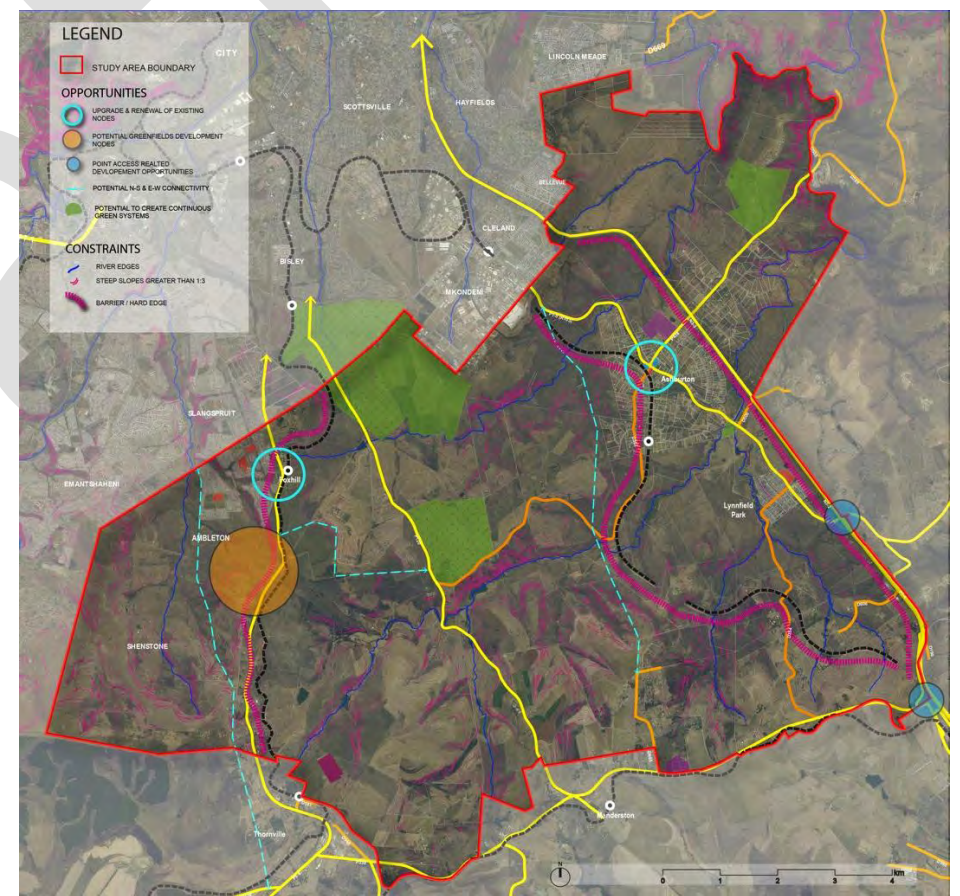 LEGEND
STUDY AREA BOUNDARY
OPPORTUNITIES
UPGRADE & RENEWAL OF EXISTING
NODES
POTENTIAL GREENFIELDS DEVELOPMENT
NODES
POINT ACCESS REALTED
DEVLOPMENT OPPORTUNITIES
POTENTIAL N-S & E-W CONNECTIVITY
POTENTIAL TO CREATE CONTINUOUS
GREEN SYSTEMS
CONSTRAINTS
RIVER EDGES
STEEP SLOPES GREATER THAN 1:3
BARRIER / HARD EDGE
CITY
LINCOLN MEADE
D669
SCOTTSVILLE
HAYFIELDS
BELLEVUE
CLELAND
BISLEY
MKONDENI
Ashburton
SLANGSPRUIT
Foxhill
EMANTSHAHENI
Lynnfield
Park
AMBLETON
SHENSTONE
Thornville
Manderston
N
0 1 2 3 4 km